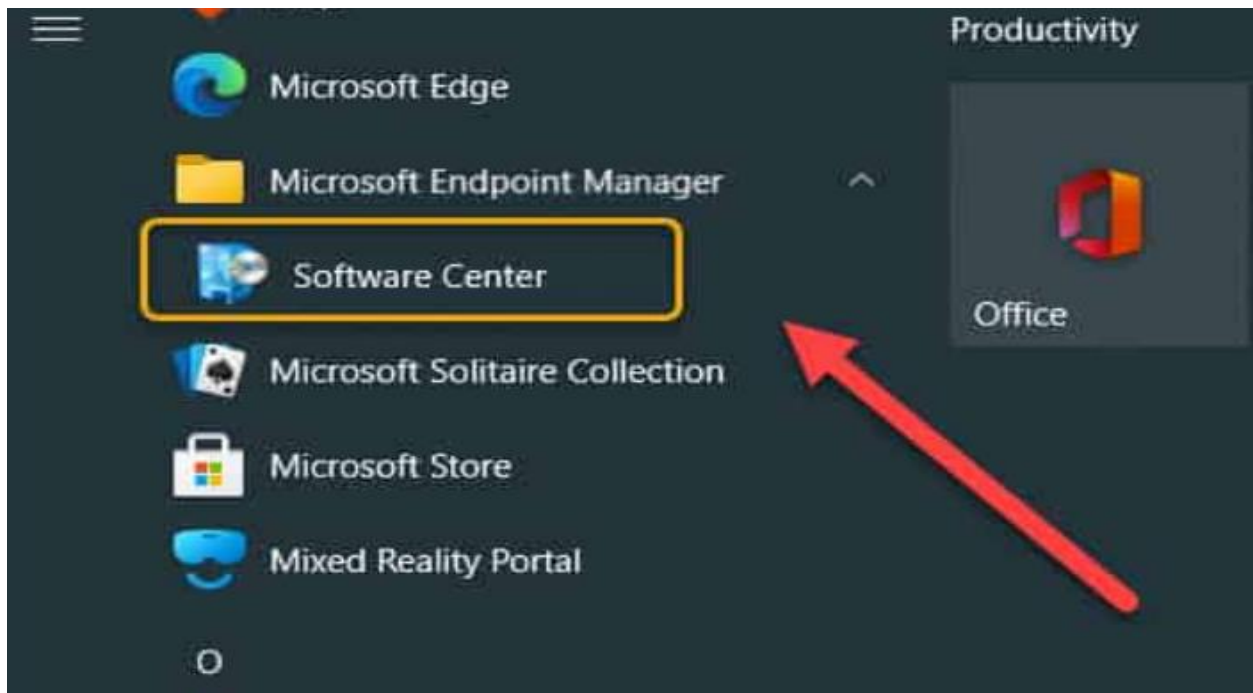 Microsoft Edge
Microsoft Endpoint Manager
Software Center
Microsoft Solitaire Collection
Microsoft Store
Mixed Reality Portal
O
Productivity
Office